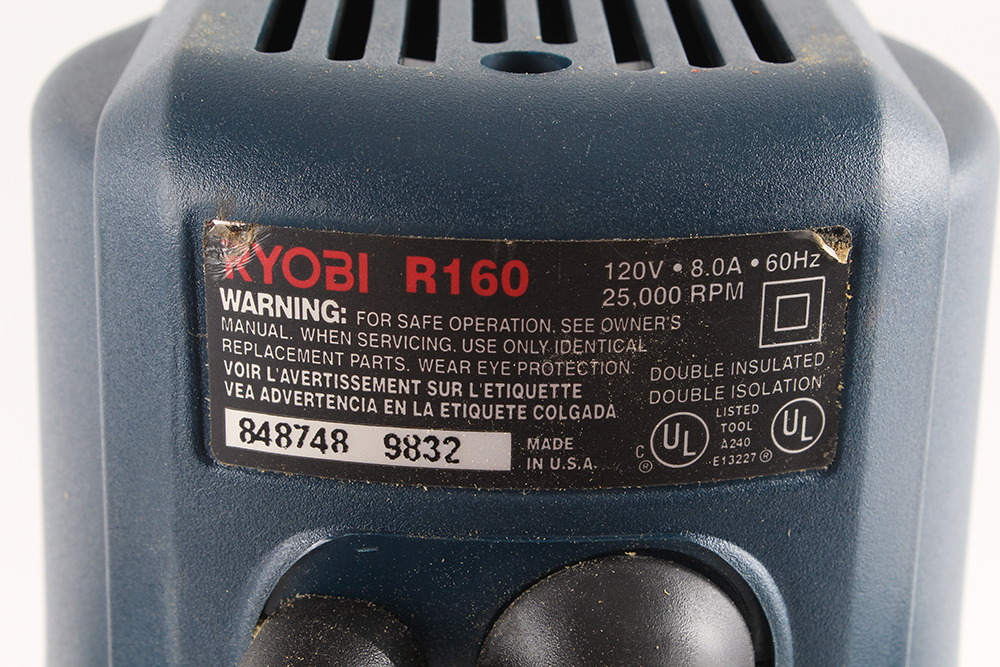 RYOBI R160
120V • 8.0A • 60Hz
25,000 RPM
WARNING: FOR SAFE OPERATION. SEE OWNER'S
MANUAL. WHEN SERVICING. USE ONLY IDENTICAL
REPLACEMENT PARTS. WEAR EYE PROTECTION.
VOIR L'AVERTISSEMENT SUR L'ETIQUETTE
VEA ADVERTENCIA EN LA ETIQUETE COLGADA
DOUBLE INSULATED
DOUBLE ISOLATION
848748 9832
MADE
IN U.S.A.
C UL ®
LISTED
TOOL
A240
E13227
UL ®